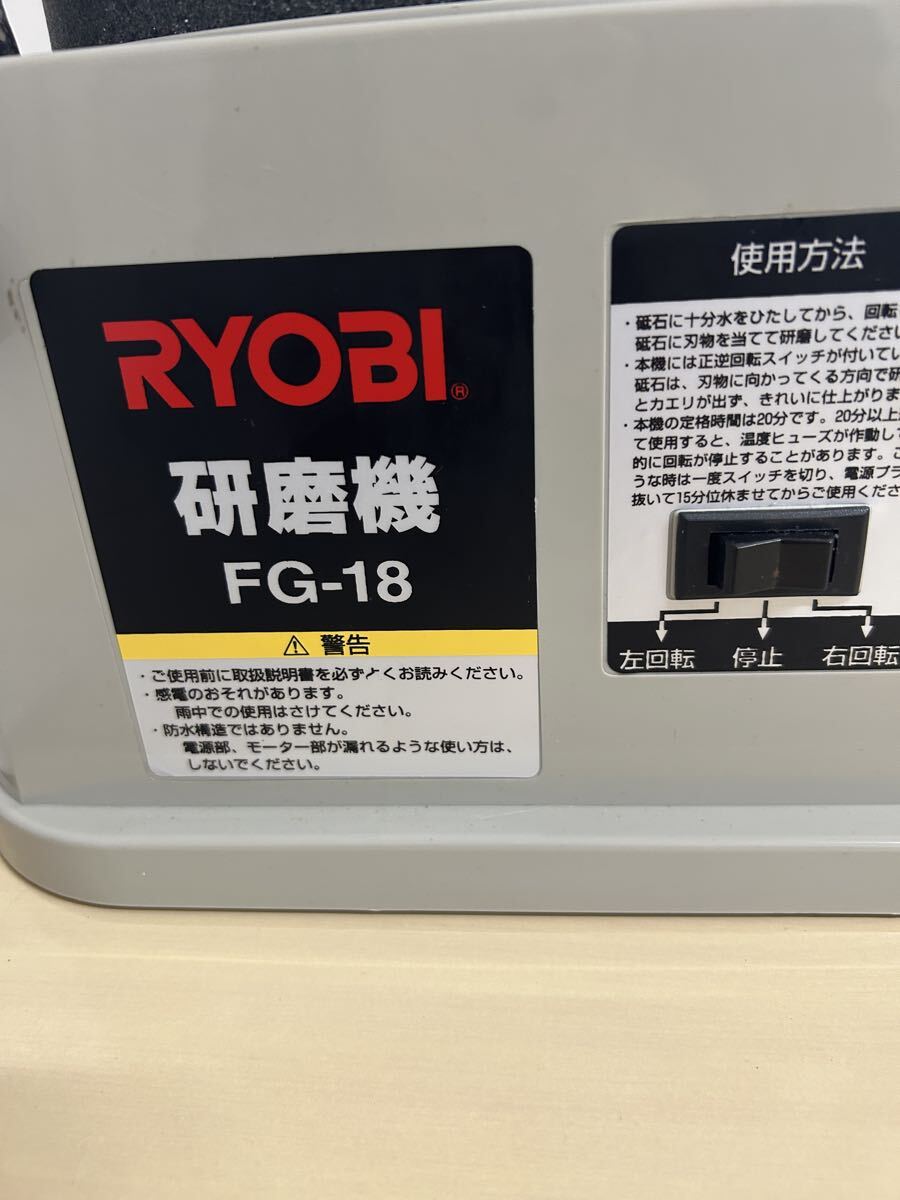 RYOBI®
研磨機
FG-18
⚠ 警告
・ご使用前に取扱説明書を必ずよくお読みください。
・感電のおそれがあります。
雨中での使用はさけてください。
・防水構造ではありません。
電源部、モーター部が漏れるような使い方は、
しないでください。
使用方法
・砥石に十分水をひたしてから、回転
砥石に刃物を当てて研磨してくださ
・本機には正逆回転スイッチが付いてい
砥石は、刃物に向かってくる方向で研
とカエリが出ず、きれいに仕上がりま
・本機の定格時間は20分です。20分以上
て使用すると、温度ヒューズが作動し
的に回転が停止することがあります。こ
うな時は一度スイッチを切り、電源プラ
抜いて15分位休ませてからご使用くださ
左回転 停止 右回転